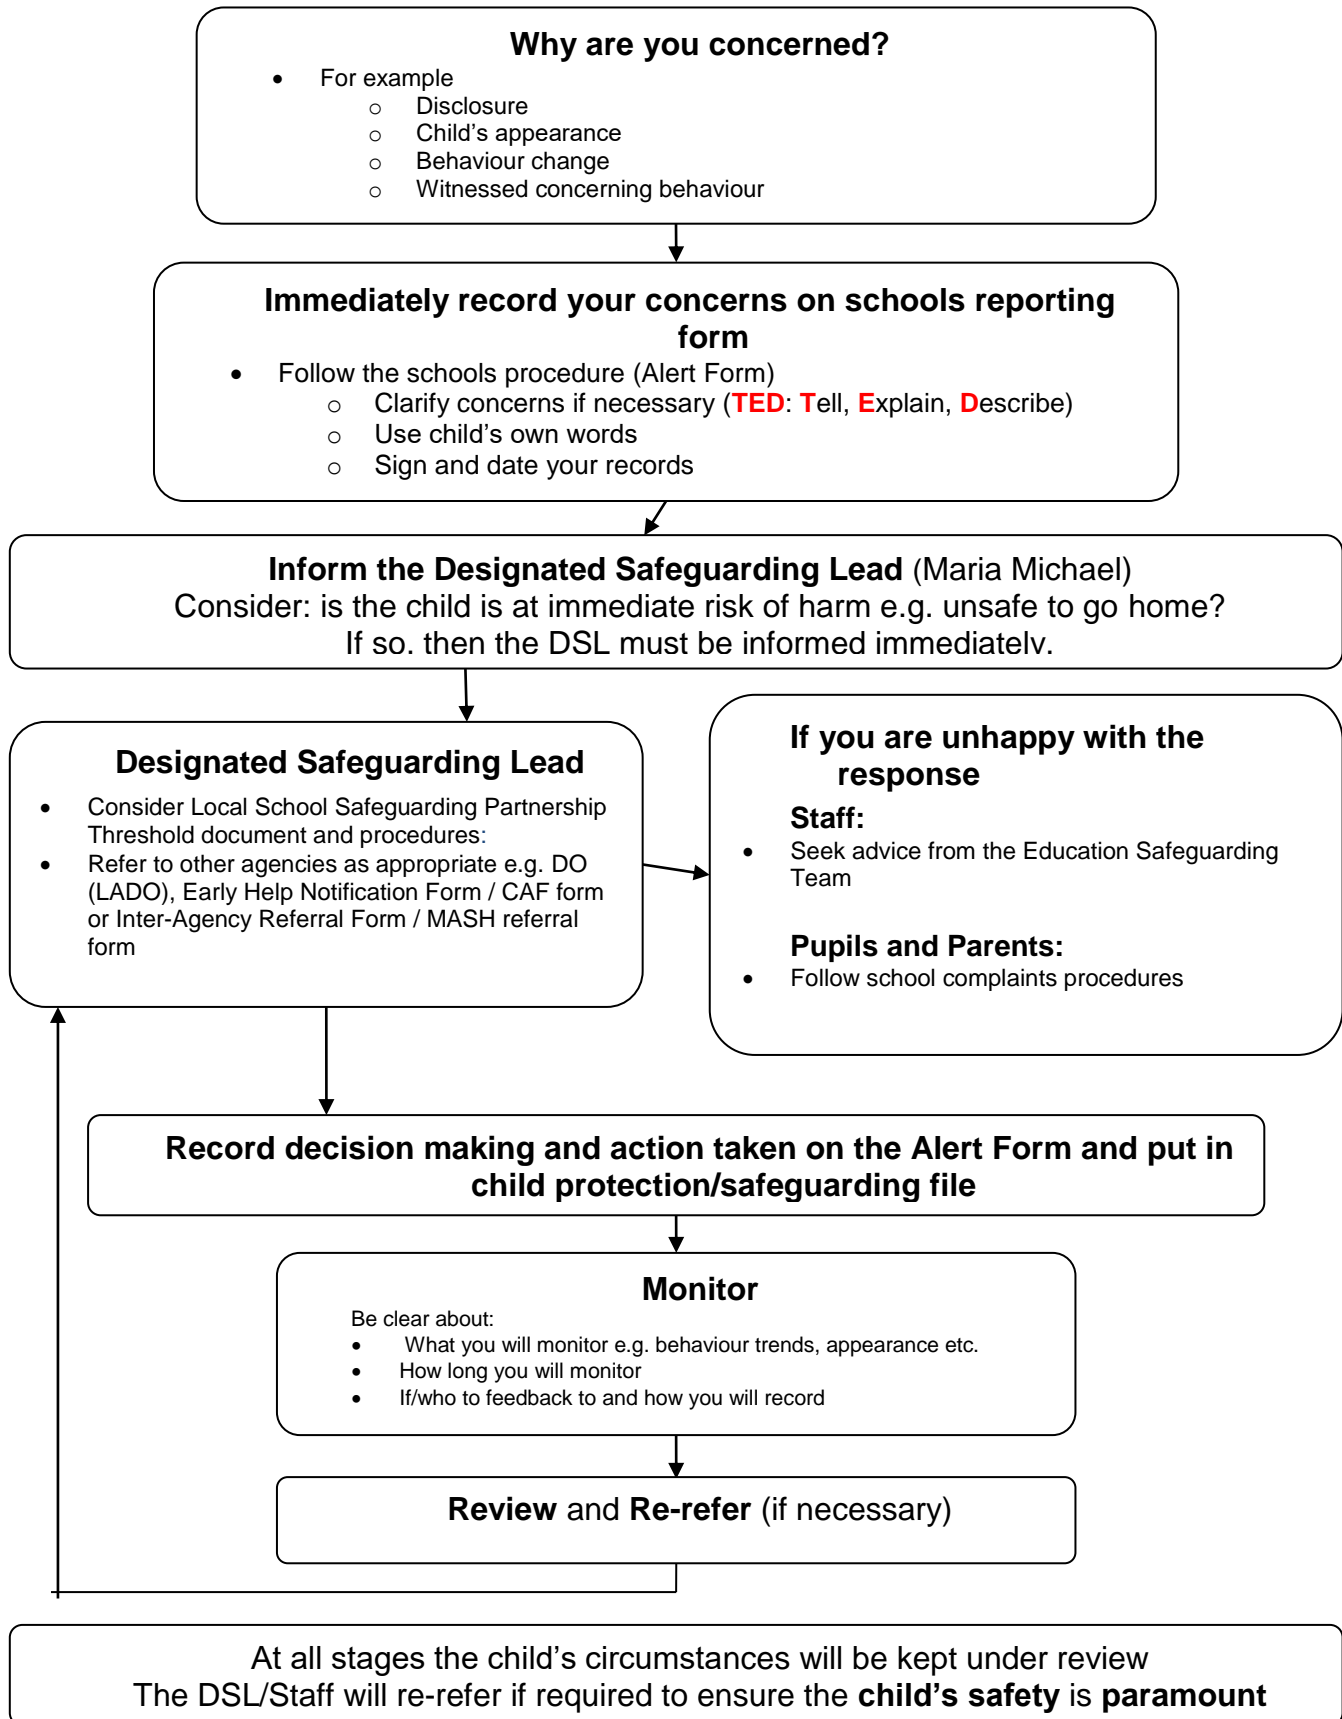 Why are you concerned?
• For example
o Disclosure
o Child's appearance
o Behaviour change
o Witnessed concerning behaviour
Immediately record your concerns on schools reporting
form
• Follow the schools procedure (Alert Form)
o Clarify concerns if necessary (TED: Tell, Explain, Describe)
o Use child's own words
o Sign and date your records
Inform the Designated Safeguarding Lead (Maria Michael)
Consider: is the child is at immediate risk of harm e.g. unsafe to go home?
If so. then the DSL must be informed immediately.
Designated Safeguarding Lead
• Consider Local School Safeguarding Partnership
Threshold document and procedures:
• Refer to other agencies as appropriate e.g. DO
(LADO), Early Help Notification Form / CAF form
or Inter-Agency Referral Form / MASH referral
form
If you are unhappy with the
response
Staff:
• Seek advice from the Education Safeguarding
Team
Pupils and Parents:
• Follow school complaints procedures
Record decision making and action taken on the Alert Form and put in
child protection/safeguarding file
Monitor
Be clear about:
• What you will monitor e.g. behaviour trends, appearance etc.
• How long you will monitor
• If/who to feedback to and how you will record
Review and Re-refer (if necessary)
At all stages the child's circumstances will be kept under review
The DSL/Staff will re-refer if required to ensure the child's safety is paramount